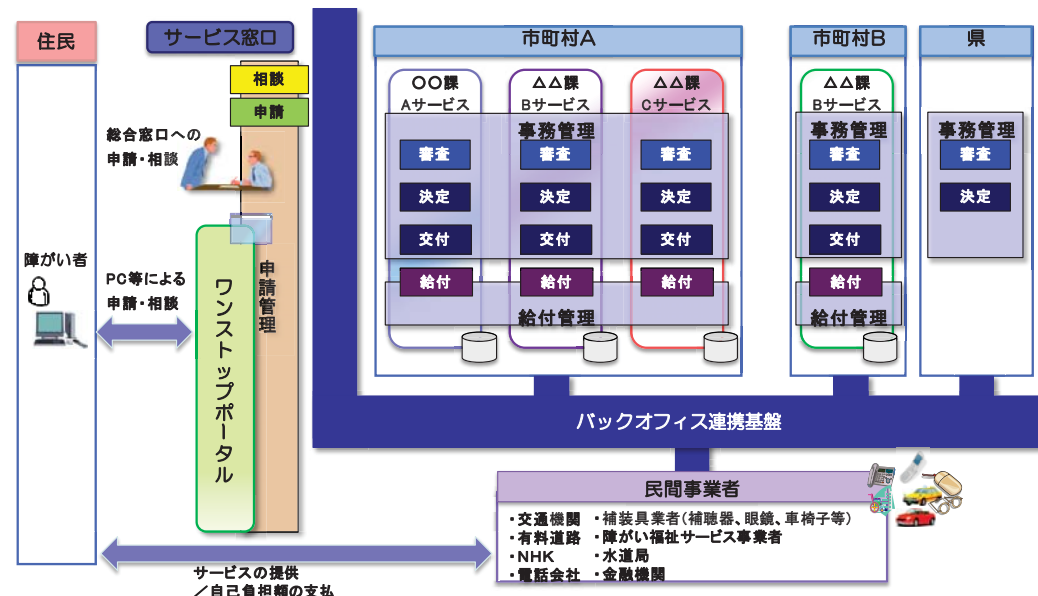 住民
サービス窓口
市町村A
市町村B
県
相談
申請
総合窓口への
申請・相談
○○課
Aサービス
△△課
Bサービス
△△課
Cサービス
△△課
Bサービス
事務管理
事務管理
事務管理
審査
審査
審査
審査
審査
決定
決定
決定
決定
決定
交付
交付
交付
交付
給付
給付
給付
給付
給付管理
給付管理
障がい者
PC等による
申請・相談
申請管理
ワンストップポータル
バックオフィス連携基盤
民間事業者
・交通機関
・有料道路
・NHK
・電話会社
・補装具業者(補聴器、眼鏡、車椅子等)
・障がい福祉サービス事業者
・水道局
・金融機関
サービスの提供
／自己負担額の支払